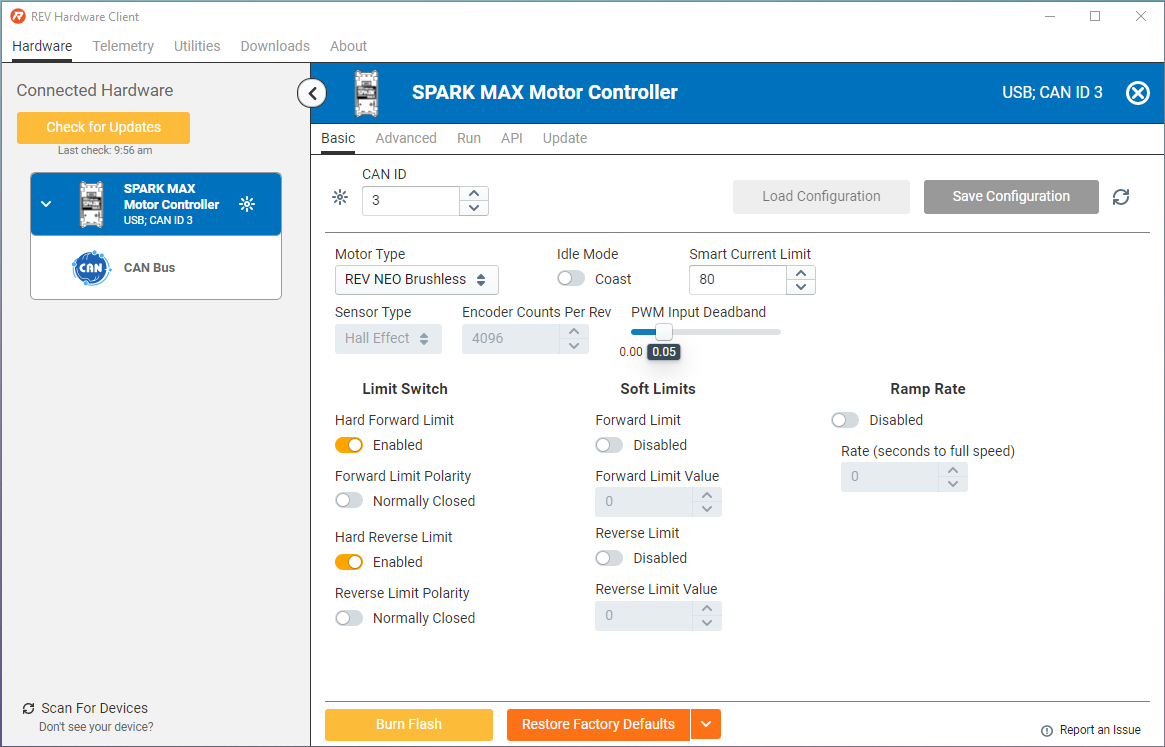 REV Hardware Client
Hardware Telemetry Utilities Downloads About
Connected Hardware
Check for Updates
Last check: 9:56 am
SPARK MAX
Motor Controller
USB; CAN ID 3
CAN
CAN Bus
Scan For Devices
Don't see your device?
SPARK MAX Motor Controller
USB; CAN ID 3
Basic Advanced Run API Update
CAN ID
3
Load Configuration
Save Configuration
Motor Type
REV NEO Brushless
Idle Mode
Coast
Smart Current Limit
80
Sensor Type
Hall Effect
Encoder Counts Per Rev
4096
PWM Input Deadband
0.00 0.05
Limit Switch
Hard Forward Limit
Enabled
Forward Limit Polarity
Normally Closed
Hard Reverse Limit
Enabled
Reverse Limit Polarity
Normally Closed
Soft Limits
Forward Limit
Disabled
Forward Limit Value
0
Reverse Limit
Disabled
Reverse Limit Value
0
Ramp Rate
Disabled
Rate (seconds to full speed)
0
Burn Flash
Restore Factory Defaults
Report an Issue